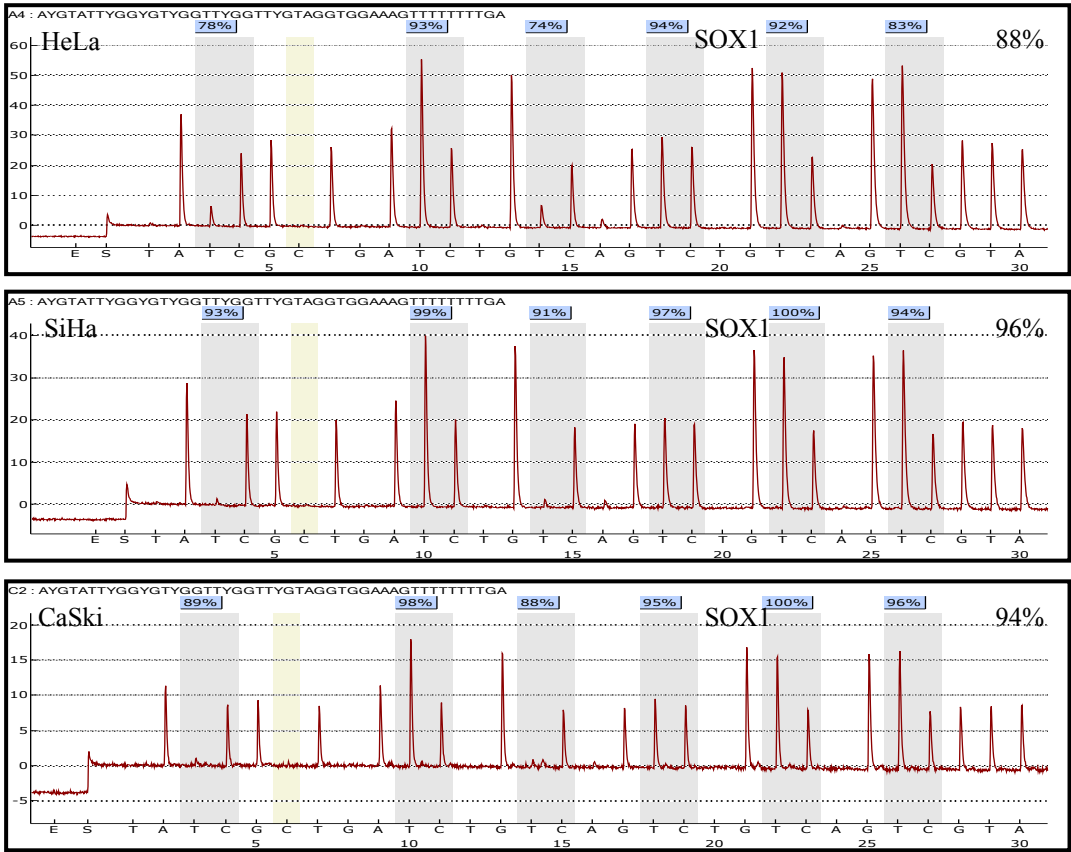 A4 : AYGTATTYGGYGTYGGTTYGGTTYGTAGGTGGAAAGTTTTTTTTGA
78% 93% 74% 94% 92% 83%
HeLa SOX1 88%
60
50
40
30
20
10
0
E S T A T C G C T G A T C T G T C A G T C T G T C A G T C G T A
5 10 15 20 25 30
A5 : AYGTATTYGGYGTYGGTTYGGTTYGTAGGTGGAAAGTTTTTTTTGA
93% 99% 91% 97% 100% 94%
SiHa SOX1 96%
40
30
20
10
0
E S T A T C G C T G A T C T G T C A G T C T G T C A G T C G T A
5 10 15 20 25 30
C2 : AYGTATTYGGYGTYGGTTYGGTTYGTAGGTGGAAAGTTTTTTTTGA
89% 98% 88% 95% 100% 96%
CaSki SOX1 94%
20
15
10
5
0
-5
E S T A T C G C T G A T C T G T C A G T C T G T C A G T C G T A
5 10 15 20 25 30